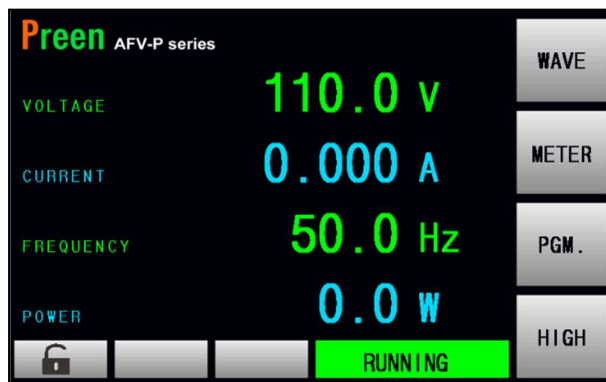 Preen AFV-P series
WAVE
VOLTAGE 110.0 V
METER
CURRENT 0.000 A
FREQUENCY 50.0 Hz
PGM.
POWER 0.0 W
HIGH
RUNNING